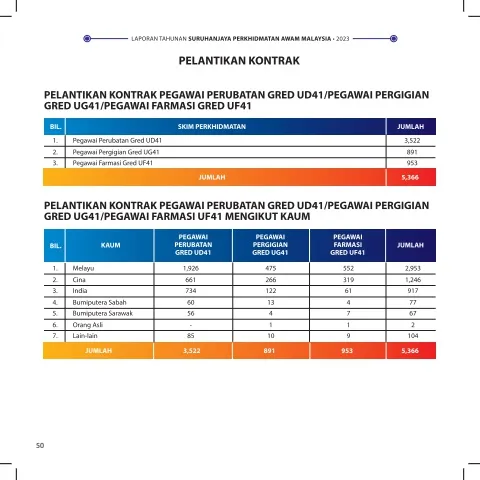 LAPORAN TAHUNAN SURUHANJAYA PERKHIDMATAN AWAM MALAYSIA • 2023
PELANTIKAN KONTRAK
PELANTIKAN KONTRAK PEGAWAI PERUBATAN GRED UD41/PEGAWAI PERGIGIAN
GRED UG41/PEGAWAI FARMASI GRED UF41
BIL. SKIM PERKHIDMATAN JUMLAH
1. Pegawai Perubatan Gred UD41 3,522
2. Pegawai Pergigian Gred UG41 891
3. Pegawai Farmasi Gred UF41 953
JUMLAH 5,366
PELANTIKAN KONTRAK PEGAWAI PERUBATAN GRED UD41/PEGAWAI PERGIGIAN
GRED UG41/PEGAWAI FARMASI UF41 MENGIKUT KAUM
BIL. KAUM PEGAWAI PERUBATAN GRED UD41 PEGAWAI PERGIGIAN GRED UG41 PEGAWAI FARMASI GRED UF41 JUMLAH
1. Melayu 1,926 475 552 2,953
2. Cina 661 266 319 1,246
3. India 734 122 61 917
4. Bumiputera Sabah 60 13 4 77
5. Bumiputera Sarawak 56 4 7 67
6. Orang Asli - 1 1 2
7. Lain-lain 85 10 9 104
JUMLAH 3,522 891 953 5,366
50